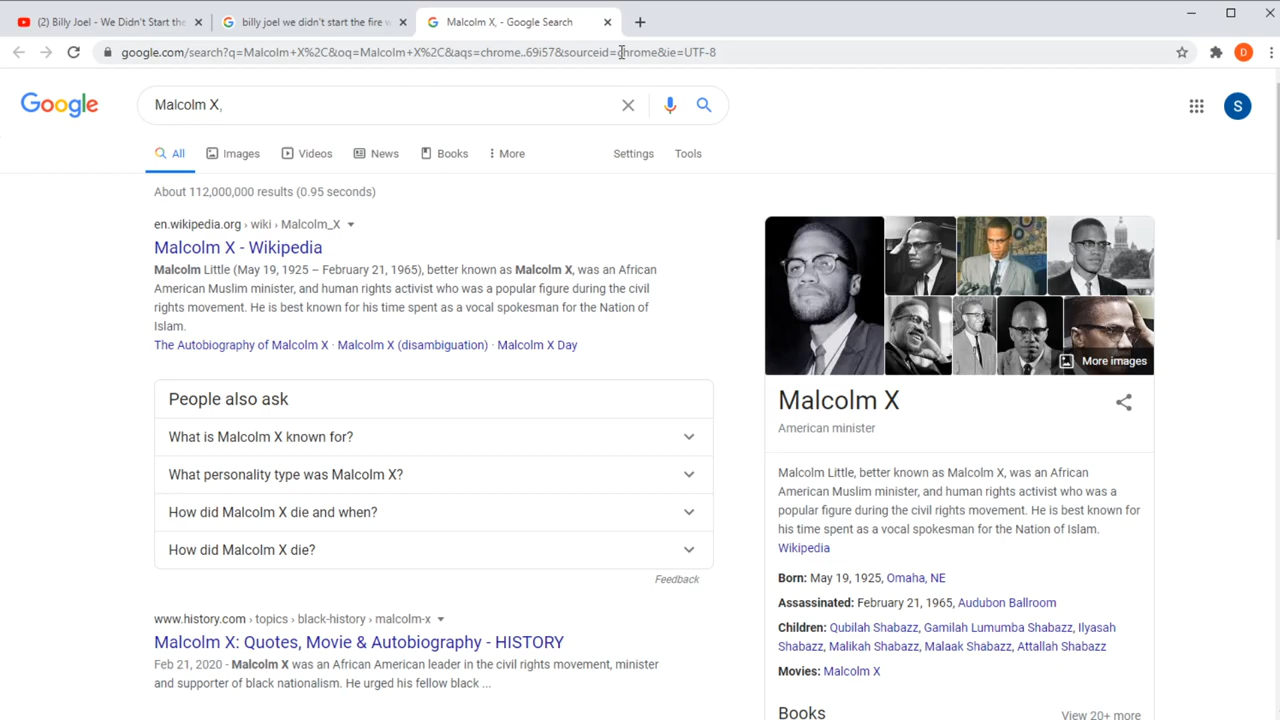 (2) Billy Joel - We Didn't Start the
billy joel we didn't start the fire w
Malcolm X, - Google Search
google.com/search?q=Malcolm+X%2C&oq=Malcolm+X%2C&aqs=chrome..69i57&sourceid=chrome&ie=UTF-8
D
Google
Malcolm X,
S
All
Images
Videos
News
Books
More
Settings
Tools
About 112,000,000 results (0.95 seconds)
en.wikipedia.org › wiki › Malcolm_X
Malcolm X - Wikipedia
Malcolm Little (May 19, 1925 – February 21, 1965), better known as Malcolm X, was an African
American Muslim minister, and human rights activist who was a popular figure during the civil
rights movement. He is best known for his time spent as a vocal spokesman for the Nation of
Islam.
The Autobiography of Malcolm X · Malcolm X (disambiguation) · Malcolm X Day
People also ask
What is Malcolm X known for?
What personality type was Malcolm X?
How did Malcolm X die and when?
How did Malcolm X die?
Feedback
www.history.com › topics › black-history › malcolm-x
Malcolm X: Quotes, Movie & Autobiography - HISTORY
Feb 21, 2020 - Malcolm X was an African American leader in the civil rights movement, minister
and supporter of black nationalism. He urged his fellow black ...
More images
Malcolm X
American minister
Malcolm Little, better known as Malcolm X, was an African
American Muslim minister, and human rights activist who was a
popular figure during the civil rights movement. He is best known for
his time spent as a vocal spokesman for the Nation of Islam.
Wikipedia
Born: May 19, 1925, Omaha, NE
Assassinated: February 21, 1965, Audubon Ballroom
Children: Qubilah Shabazz, Gamilah Lumumba Shabazz, Ilyasah
Shabazz, Malikah Shabazz, Malaak Shabazz, Attallah Shabazz
Movies: Malcolm X
Books
View 20+ more